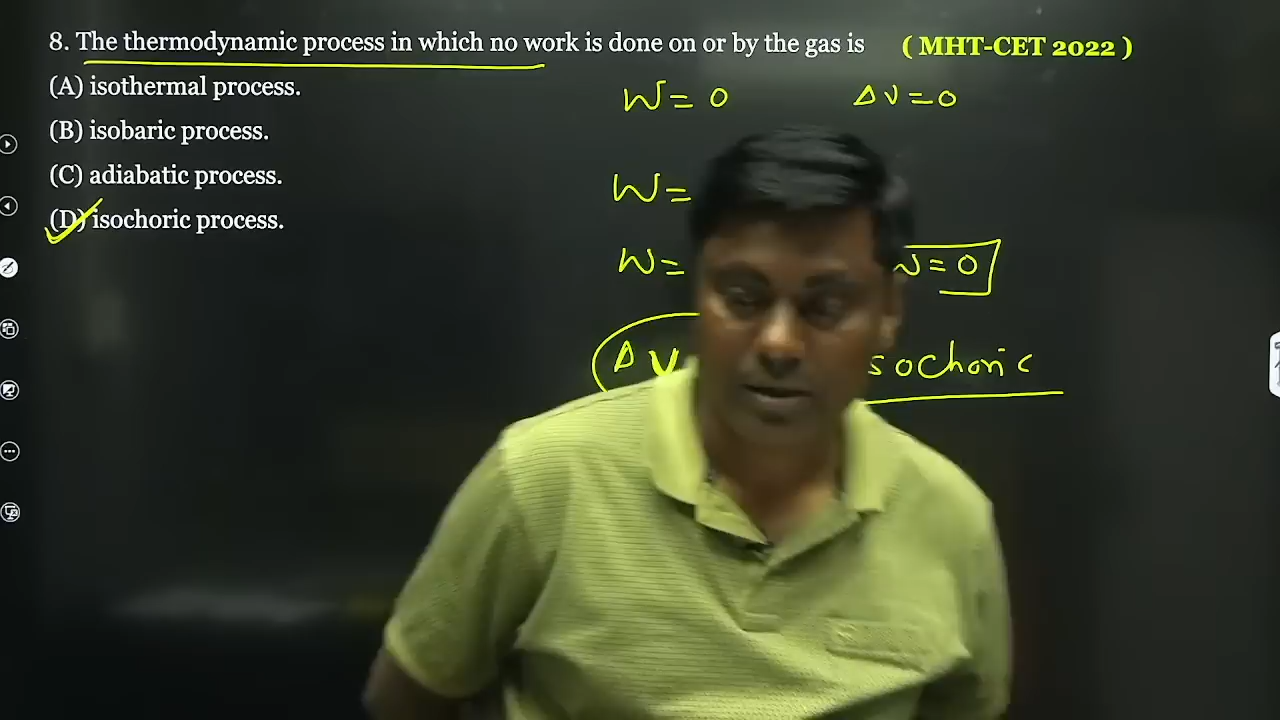 8. The thermodynamic process in which no work is done on or by the gas is ( MHT-CET 2022 )
(A) isothermal process.
(B) isobaric process.
(C) adiabatic process.
(D) isochoric process.
W = 0 ΔV = 0
W =
W = = 0
ΔV sochoric